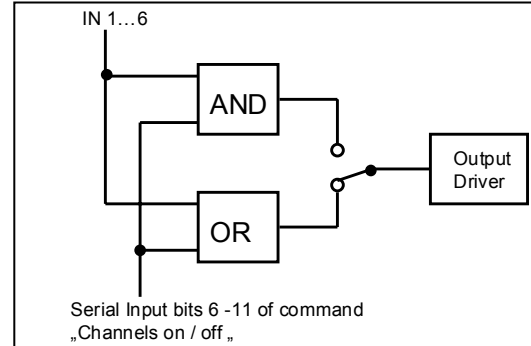 IN 1...6
AND
Output
Driver
OR
Serial Input bits 6 -11 of command
„Channels on / off „